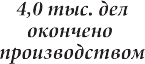 4,0 тыс. дел
окончено
производством